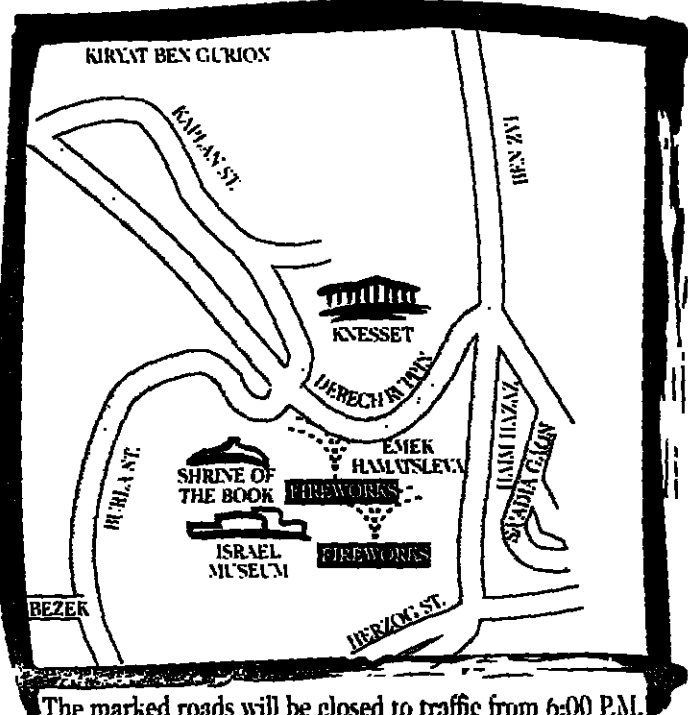 KIRYAT BEN GURION
KAPLAN ST.
BEN ZVI
KNESSET
DERECH RUPPIN
EMEK
HAMATSLEVA
HAIM HAZAZ
SA'ADIA GAON
SHRINE OF
THE BOOK
FIREWORKS
BURLA ST.
ISRAEL
MUSEUM
FIREWORKS
BEZEK
HERZOG ST.
The marked roads will be closed to traffic from 6:00 P.M.